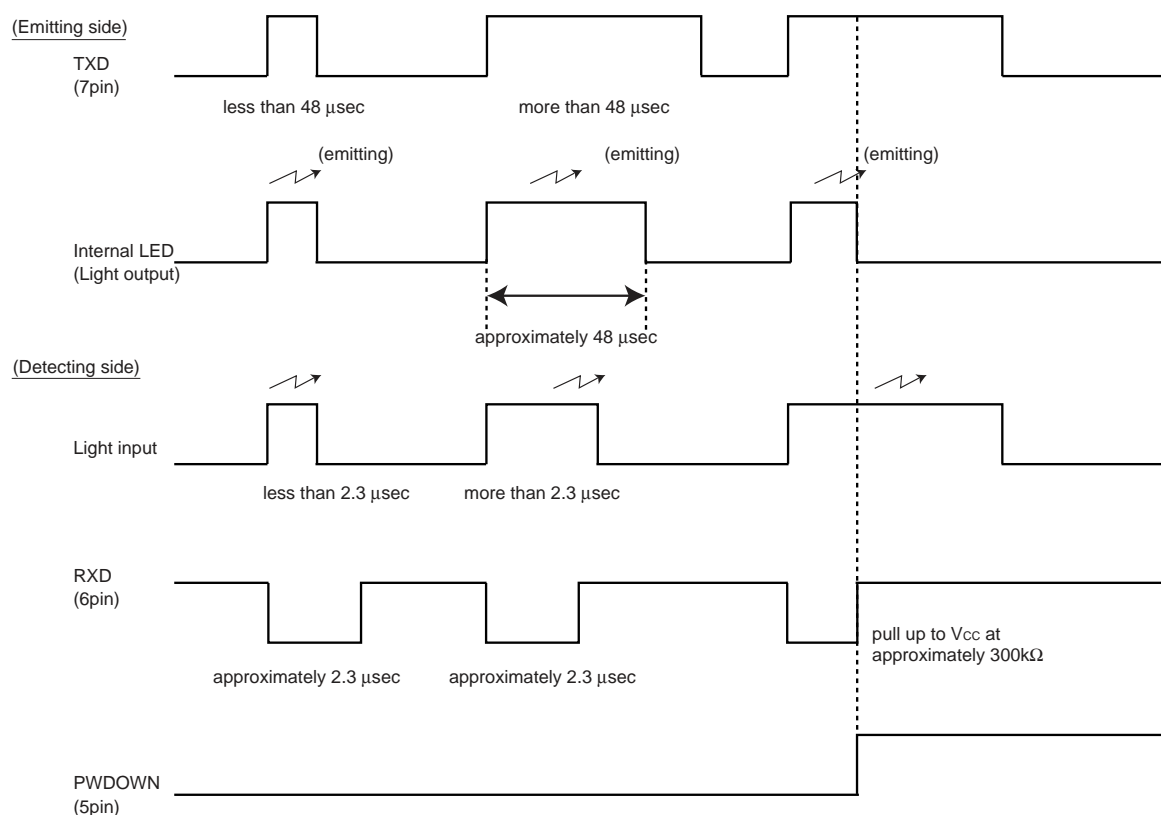 (Emitting side)
TXD
(7pin)
less than 48 μsec
more than 48 μsec
(emitting)
(emitting)
(emitting)
Internal LED
(Light output)
approximately 48 μsec
(Detecting side)
Light input
less than 2.3 μsec
more than 2.3 μsec
RXD
(6pin)
pull up to VCC at
approximately 300kΩ
approximately 2.3 μsec
approximately 2.3 μsec
PWDOWN
(5pin)